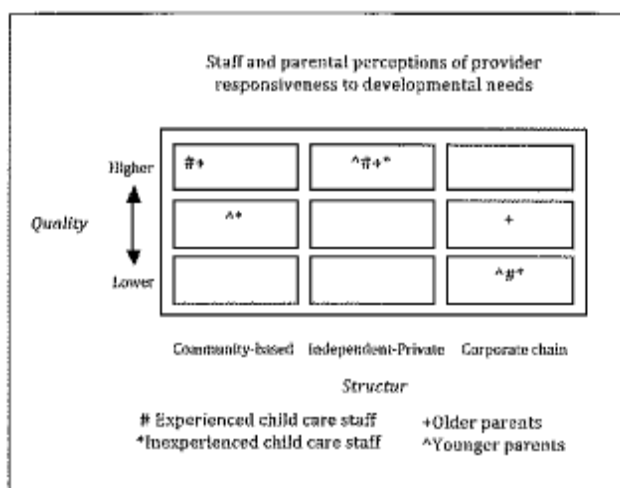 Staff and parental perceptions of provider
responsiveness to developmental needs
Higher
#+
^#+*
Quality
^*
+
Lower
^#*
Community-based Independent-Private Corporate chain
Structur
# Experienced child care staff +Older parents
*Inexperienced child care staff ^Younger parents